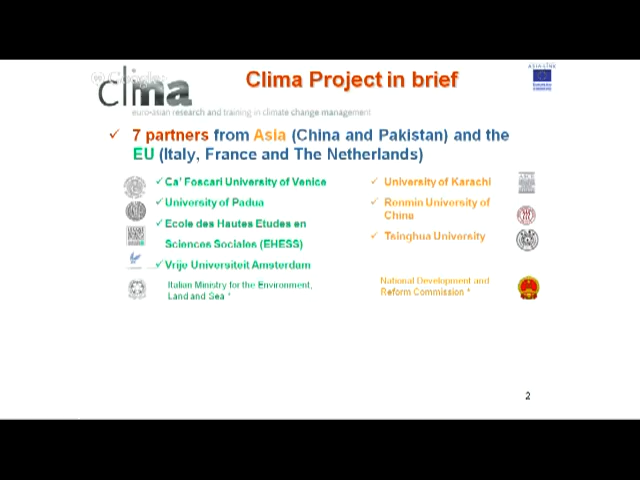 Clima Project in brief
ASIA-LINK
clima
euro-asian research and training in climate change management
✓ 7 partners from Asia (China and Pakistan) and the
EU (Italy, France and The Netherlands)
✓ Ca' Foscari University of Venice
✓ University of Padua
✓ Ecole des Hautes Etudes en
Sciences Sociales (EHESS)
✓ Vrije Universiteit Amsterdam
Italian Ministry for the Environment,
Land and Sea *
✓ University of Karachi
✓ Renmin University of
China
✓ Tsinghua University
National Development and
Reform Commission *
2